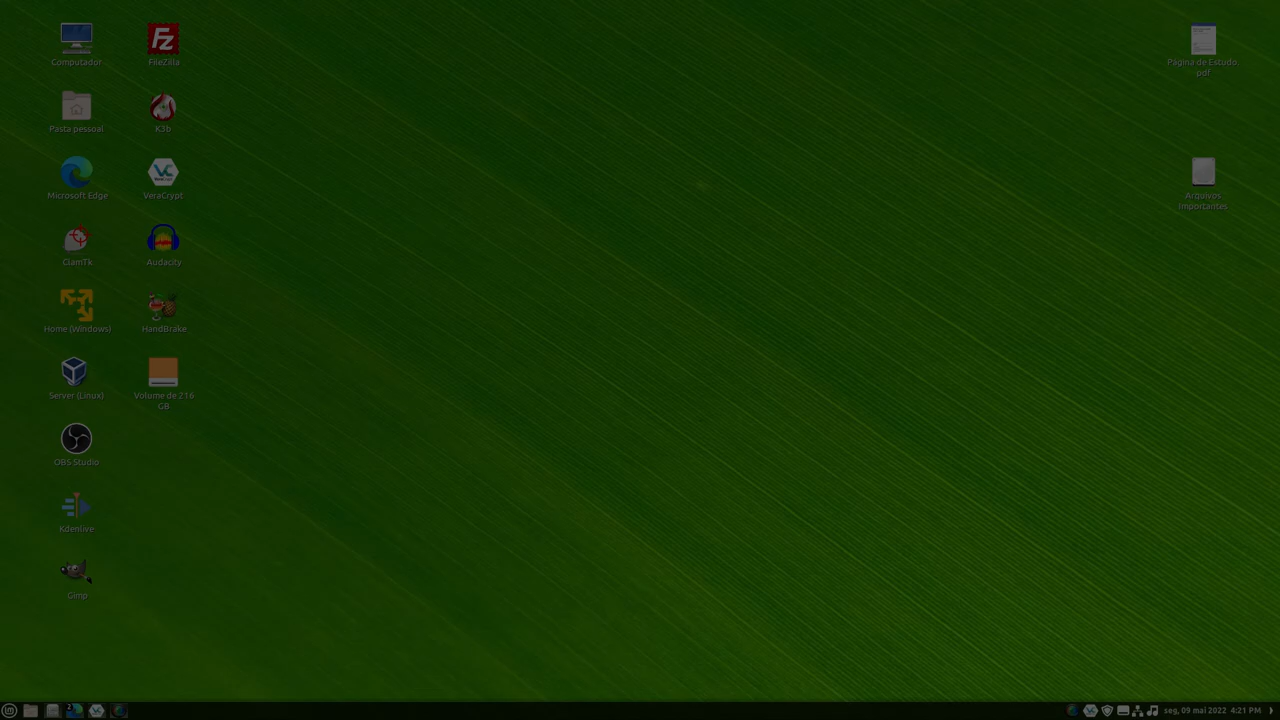 Computador
FileZilla
Página de Estudo.
pdf
Pasta pessoal
K3b
Microsoft Edge
VeraCrypt
Arquivos
Importantes
ClamTk
Audacity
Home (Windows)
HandBrake
Server (Linux)
Volume de 216
GB
OBS Studio
Kdenlive
Gimp
seg, 09 mai 2022 4:21 PM